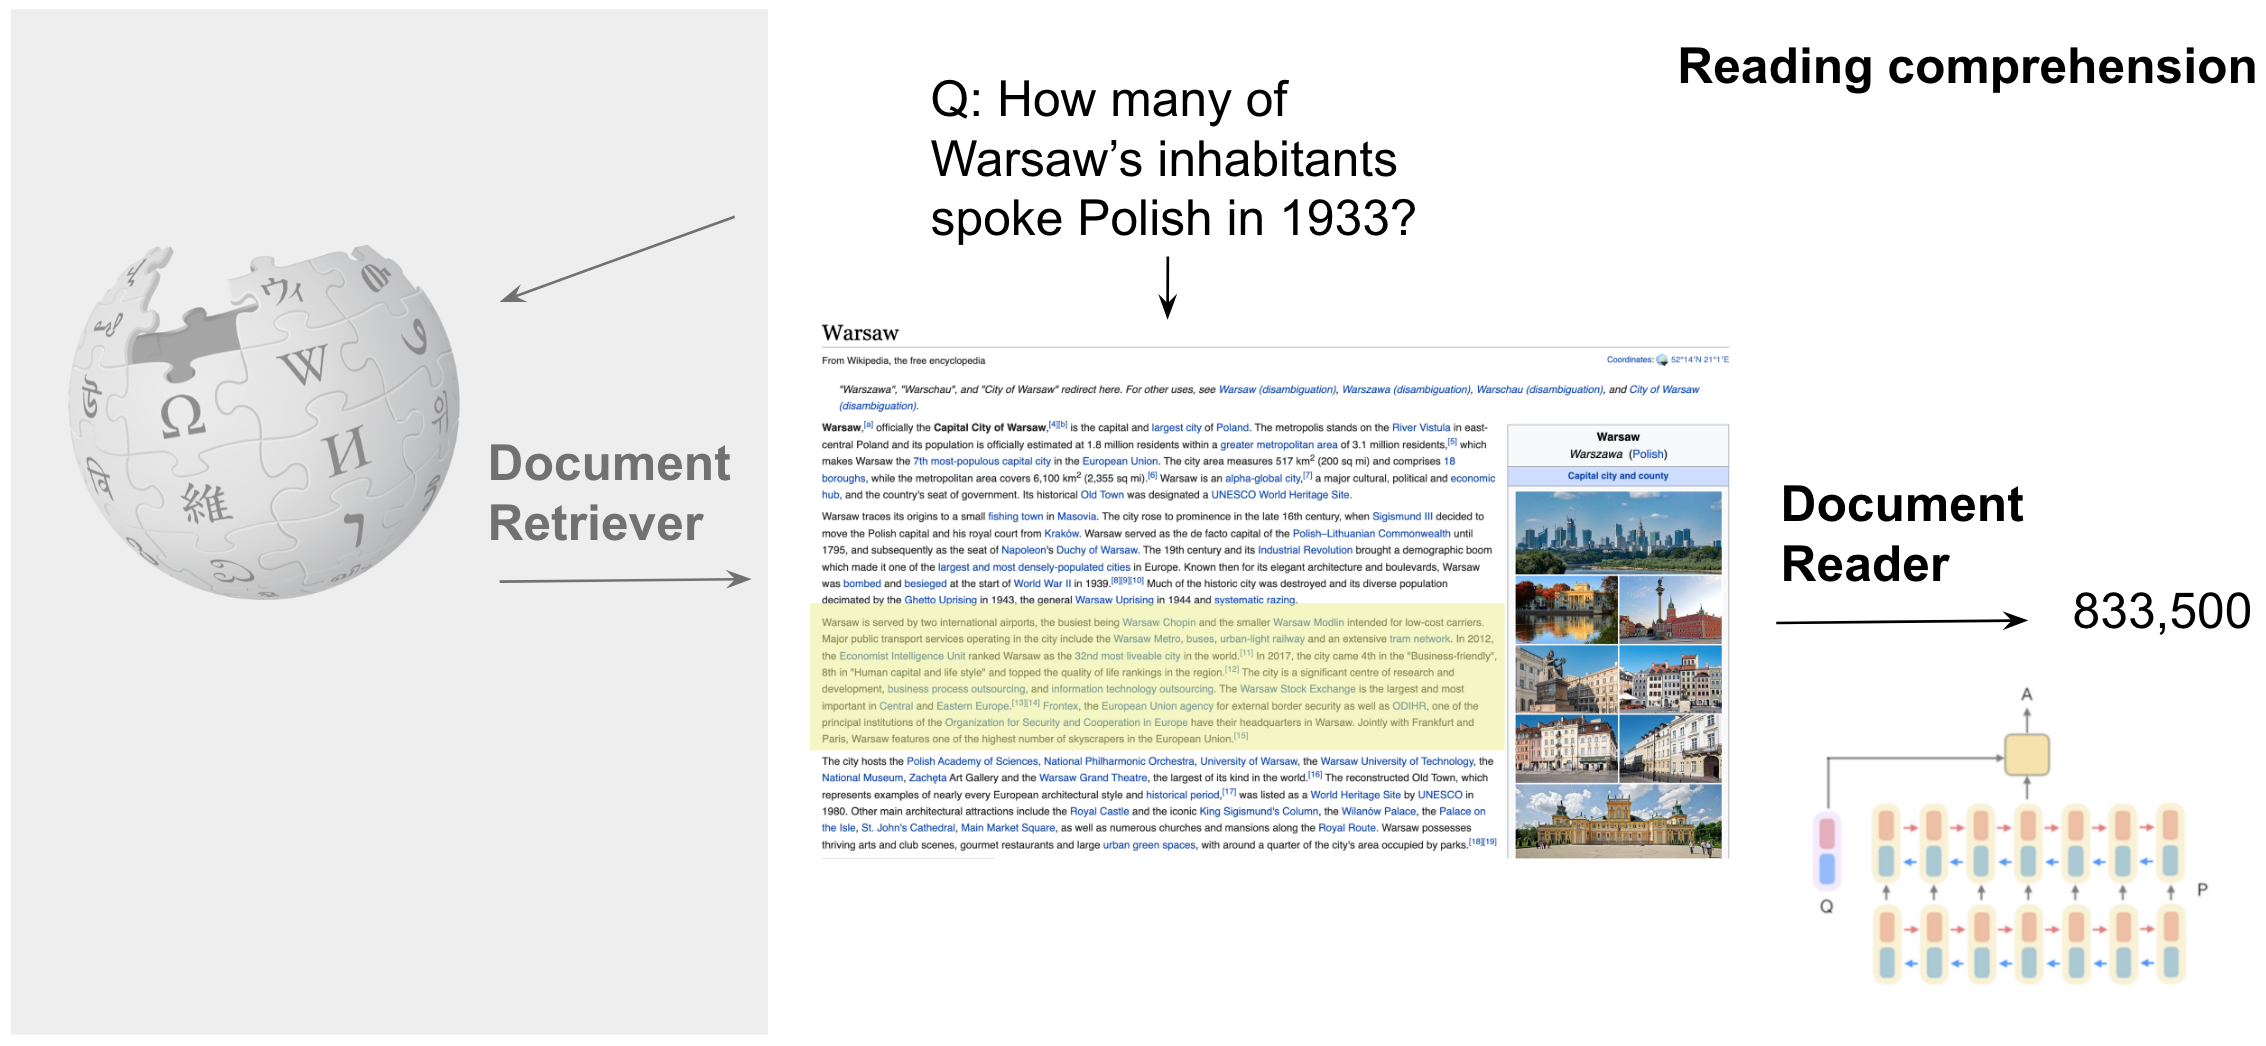 Reading comprehension
Q: How many of
Warsaw's inhabitants
spoke Polish in 1933?
Document
Retriever
Warsaw
From Wikipedia, the free encyclopedia
Coordinates: 52°14′N 21°1′E
"Warszawa", "Warschau", and "City of Warsaw" redirect here. For other uses, see Warsaw (disambiguation), Warszawa (disambiguation), Warschau (disambiguation), and City of Warsaw
(disambiguation).
Warsaw,[a] officially the Capital City of Warsaw,[4][b] is the capital and largest city of Poland. The metropolis stands on the River Vistula in east-
central Poland and its population is officially estimated at 1.8 million residents within a greater metropolitan area of 3.1 million residents,[5] which
makes Warsaw the 7th most-populous capital city in the European Union. The city area measures 517 km2 (200 sq mi) and comprises 18
boroughs, while the metropolitan area covers 6,100 km2 (2,355 sq mi).[6] Warsaw is an alpha-global city,[7] a major cultural, political and economic
hub, and the country's seat of government. Its historical Old Town was designated a UNESCO World Heritage Site.
Warsaw traces its origins to a small fishing town in Masovia. The city rose to prominence in the late 16th century, when Sigismund III decided to
move the Polish capital and his royal court from Kraków. Warsaw served as the de facto capital of the Polish–Lithuanian Commonwealth until
1795, and subsequently as the seat of Napoleon's Duchy of Warsaw. The 19th century and its Industrial Revolution brought a demographic boom
which made it one of the largest and most densely-populated cities in Europe. Known then for its elegant architecture and boulevards, Warsaw
was bombed and besieged at the start of World War II in 1939.[8][9][10] Much of the historic city was destroyed and its diverse population
decimated by the Ghetto Uprising in 1943, the general Warsaw Uprising in 1944 and systematic razing.
Warsaw is served by two international airports, the busiest being Warsaw Chopin and the smaller Warsaw Modlin intended for low-cost carriers.
Major public transport services operating in the city include the Warsaw Metro, buses, urban-light railway and an extensive tram network. In 2012,
the Economist Intelligence Unit ranked Warsaw as the 32nd most liveable city in the world.[11] In 2017, the city came 4th in the "Business-friendly",
8th in "Human capital and life style" and topped the quality of life rankings in the region.[12] The city is a significant centre of research and
development, business process outsourcing, and information technology outsourcing. The Warsaw Stock Exchange is the largest and most
important in Central and Eastern Europe.[13][14] Frontex, the European Union agency for external border security as well as ODIHR, one of the
principal institutions of the Organization for Security and Cooperation in Europe have their headquarters in Warsaw. Jointly with Frankfurt and
Paris, Warsaw features one of the highest number of skyscrapers in the European Union.[15]
The city hosts the Polish Academy of Sciences, National Philharmonic Orchestra, University of Warsaw, the Warsaw University of Technology, the
National Museum, Zachęta Art Gallery and the Warsaw Grand Theatre, the largest of its kind in the world.[16] The reconstructed Old Town, which
represents examples of nearly every European architectural style and historical period,[17] was listed as a World Heritage Site by UNESCO in
1980. Other main architectural attractions include the Royal Castle and the iconic King Sigismund's Column, the Wilanów Palace, the Palace on
the Isle, St. John's Cathedral, Main Market Square, as well as numerous churches and mansions along the Royal Route. Warsaw possesses
thriving arts and club scenes, gourmet restaurants and large urban green spaces, with around a quarter of the city's area occupied by parks.[18][19]
Warsaw
Warszawa (Polish)
Capital city and county
Document
Reader
833,500
A
Q
P
Ω
W
И
維
ウィ